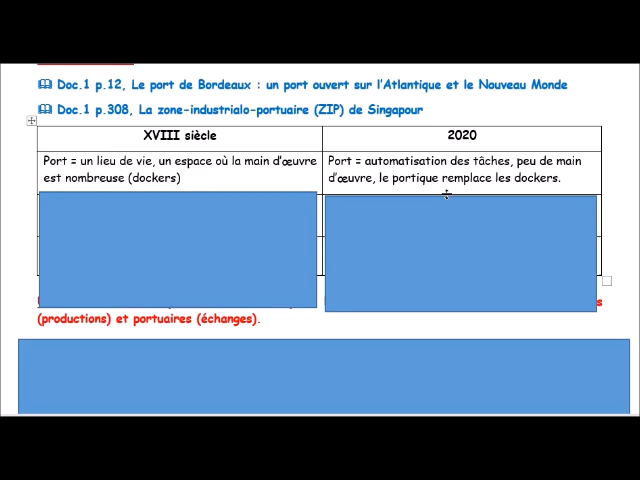 Doc.1 p.12, Le port de Bordeaux : un port ouvert sur l'Atlantique et le Nouveau Monde
Doc.1 p.308, La zone-industrialo-portuaire (ZIP) de Singapour
XVIII siècle
2020
Port = un lieu de vie, un espace où la main d'œuvre
est nombreuse (dockers)
Port = automatisation des tâches, peu de main
d'œuvre, le portique remplace les dockers.
(productions) et portuaires (échanges).